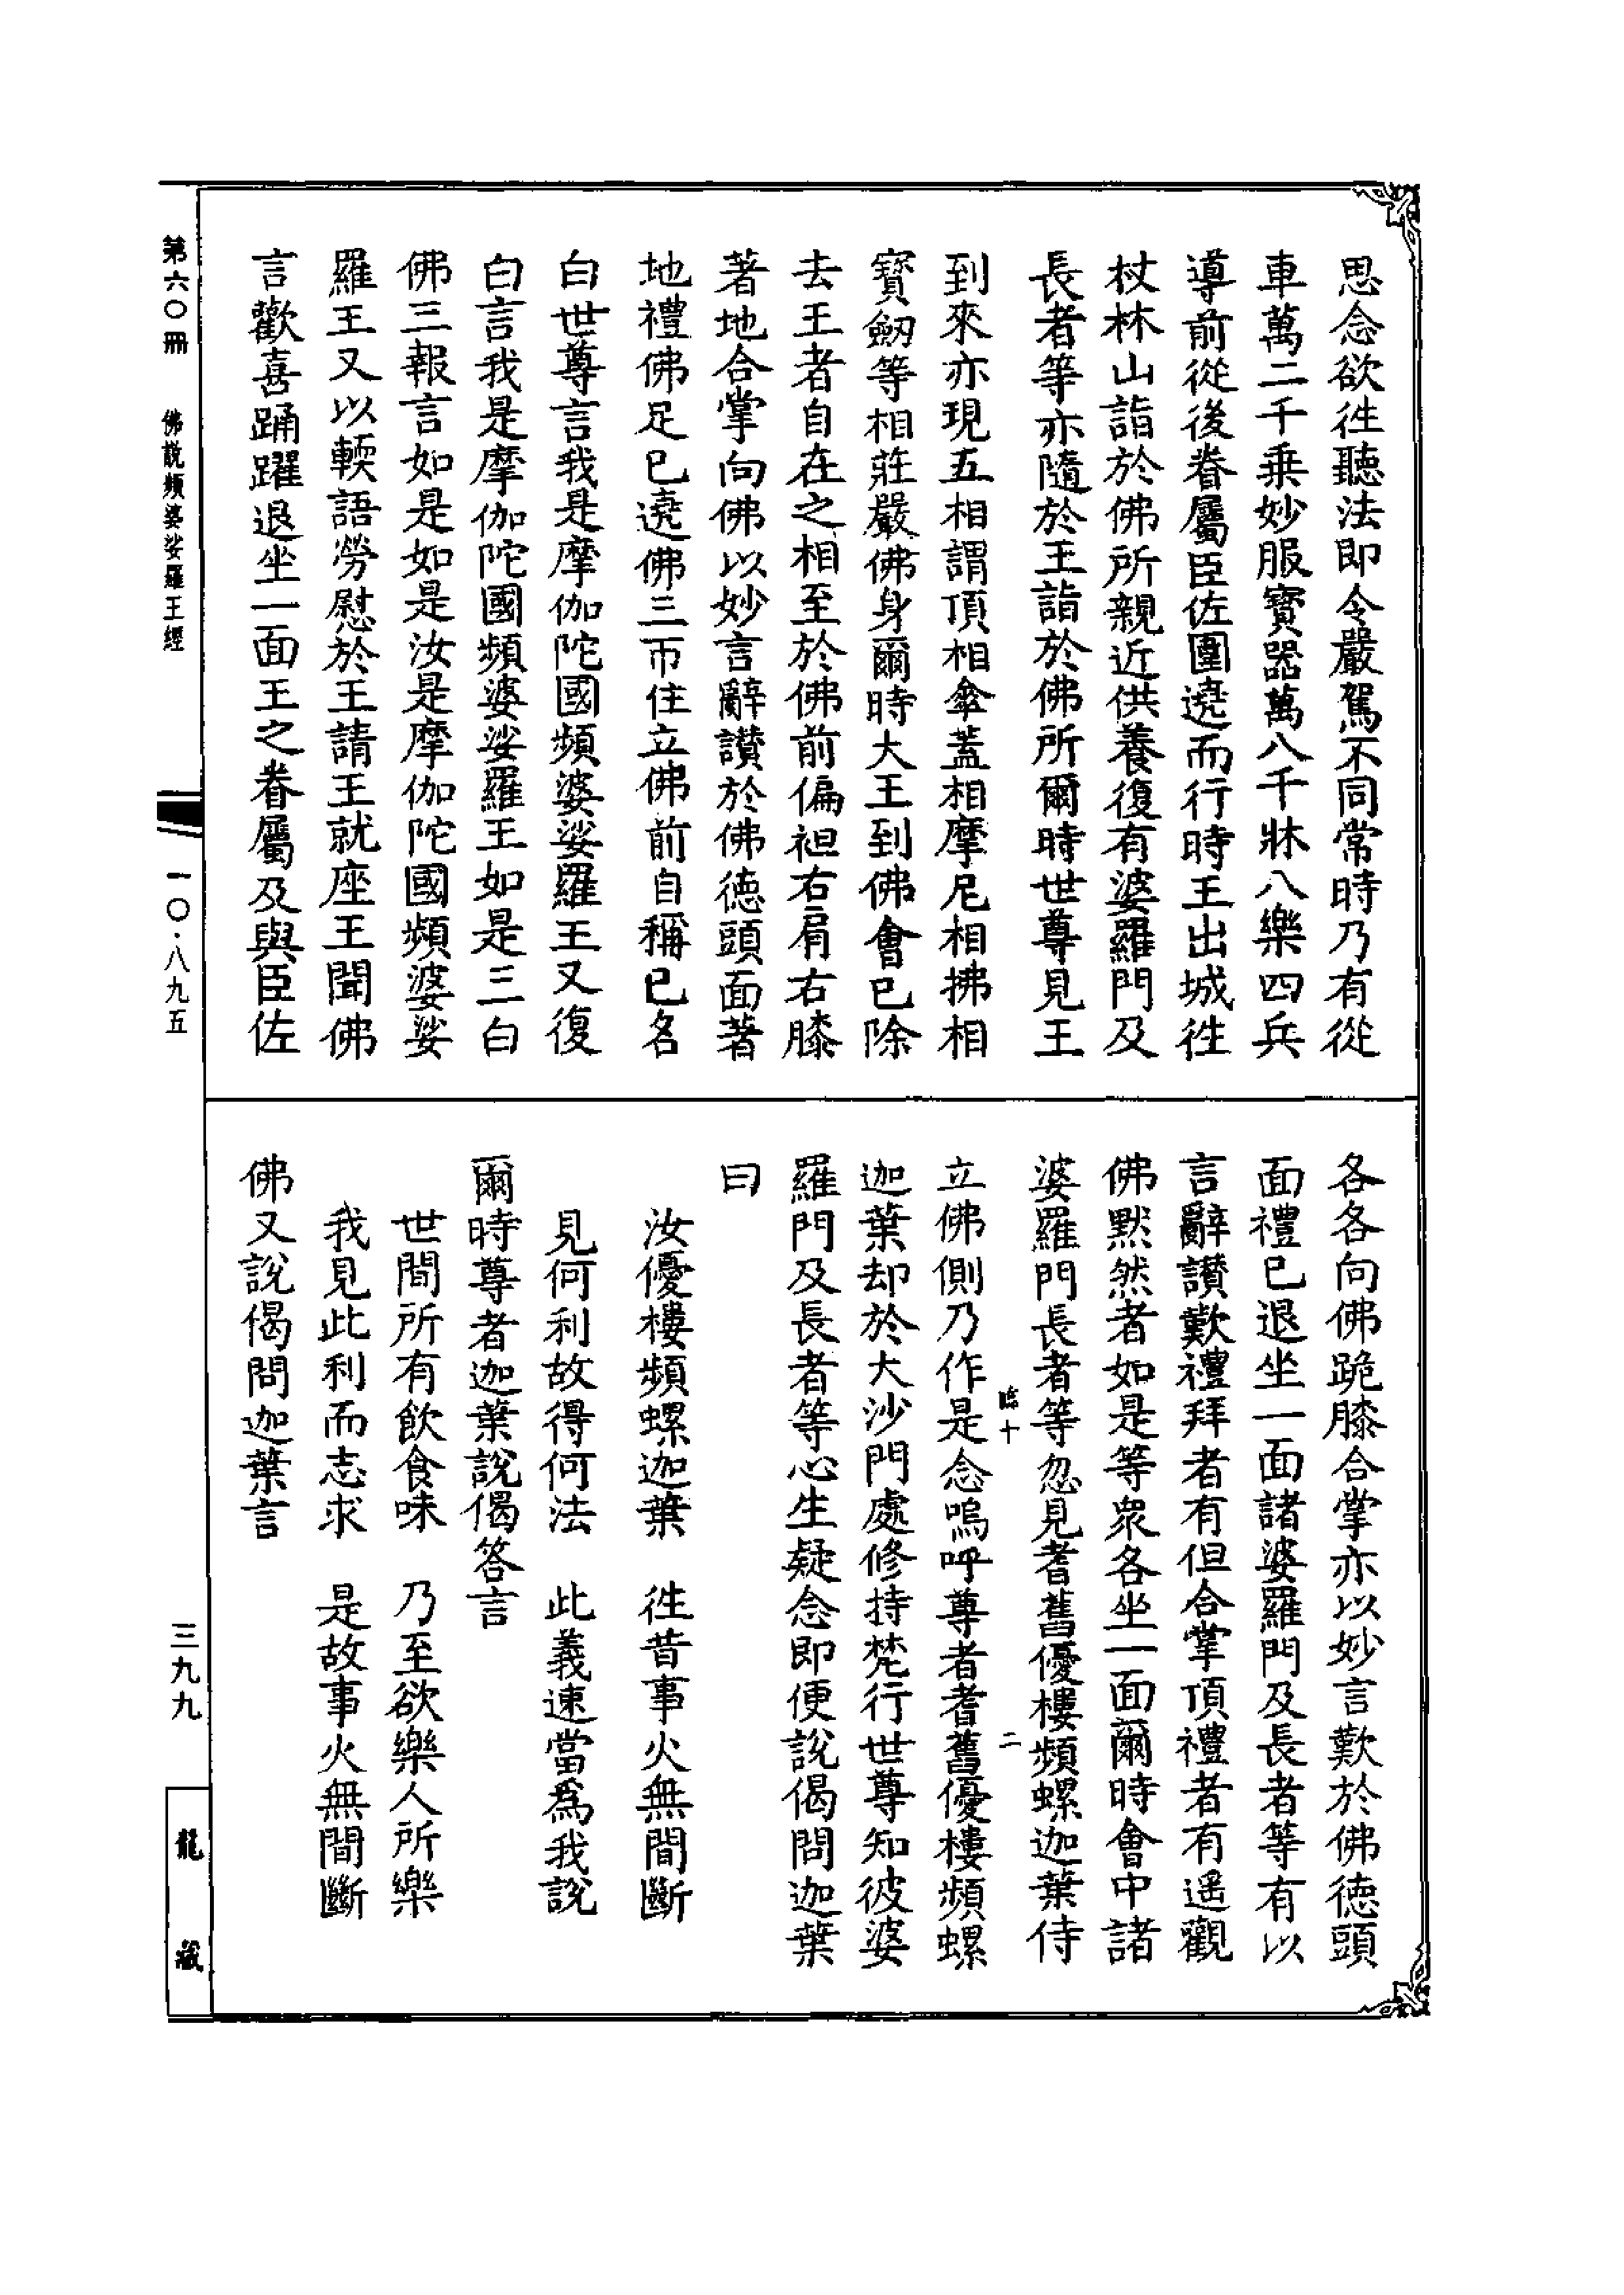 思念欲徃聽法即令嚴駕不同常時乃有從
車萬二千乗妙服寳器萬八千牀八樂四兵
導前從後眷屬臣佐圍遶而行時王出城徃
杖林山詣於佛所親近供養復有婆羅門及
長者等亦隨於王詣於佛所爾時世尊見王
到來亦現五相謂頂相傘蓋相摩尼相拂相
寳劒等相莊嚴佛身爾時大王到佛會已除
去王者自在之相至於佛前偏袒右肩右膝
著地合掌向佛以妙言辭讃於佛徳頭面著
地禮佛足已遶佛三帀住立佛前自稱已名
白世尊言我是摩伽陀國頻婆娑羅王又復
白言我是摩伽陀國頻婆娑羅王如是三白
佛三報言如是如是汝是摩伽陀國頻婆娑
羅王又以輭語勞慰於王請王就座王聞佛
言歡喜踊躍退坐一面王之眷屬及與臣佐
各各向佛跪膝合掌亦以妙言歎於佛徳頭
面禮已退坐一面諸婆羅門及長者等有以
言辭讃歎禮拜者有但合掌頂禮者有遥觀
佛黙然者如是等衆各坐一面爾時會中諸
婆羅門長者等忽見耆舊優樓頻螺迦葉侍
十 二
立佛側乃作是念嗚呼尊者耆舊優樓頻螺
迦葉却於大沙門處修持梵行世尊知彼婆
羅門及長者等心生疑念即便說偈問迦葉
曰
汝優樓頻螺迦葉 徃昔事火無間斷
見何利故得何法 此義速當為我說
爾時尊者迦葉說偈答言
世間所有飲食味 乃至欲樂人所樂
我見此利而志求 是故事火無間斷
佛又說偈問迦葉言
第六〇冊 佛說頻婆娑羅王經
一〇·八九五
三九九
龍藏